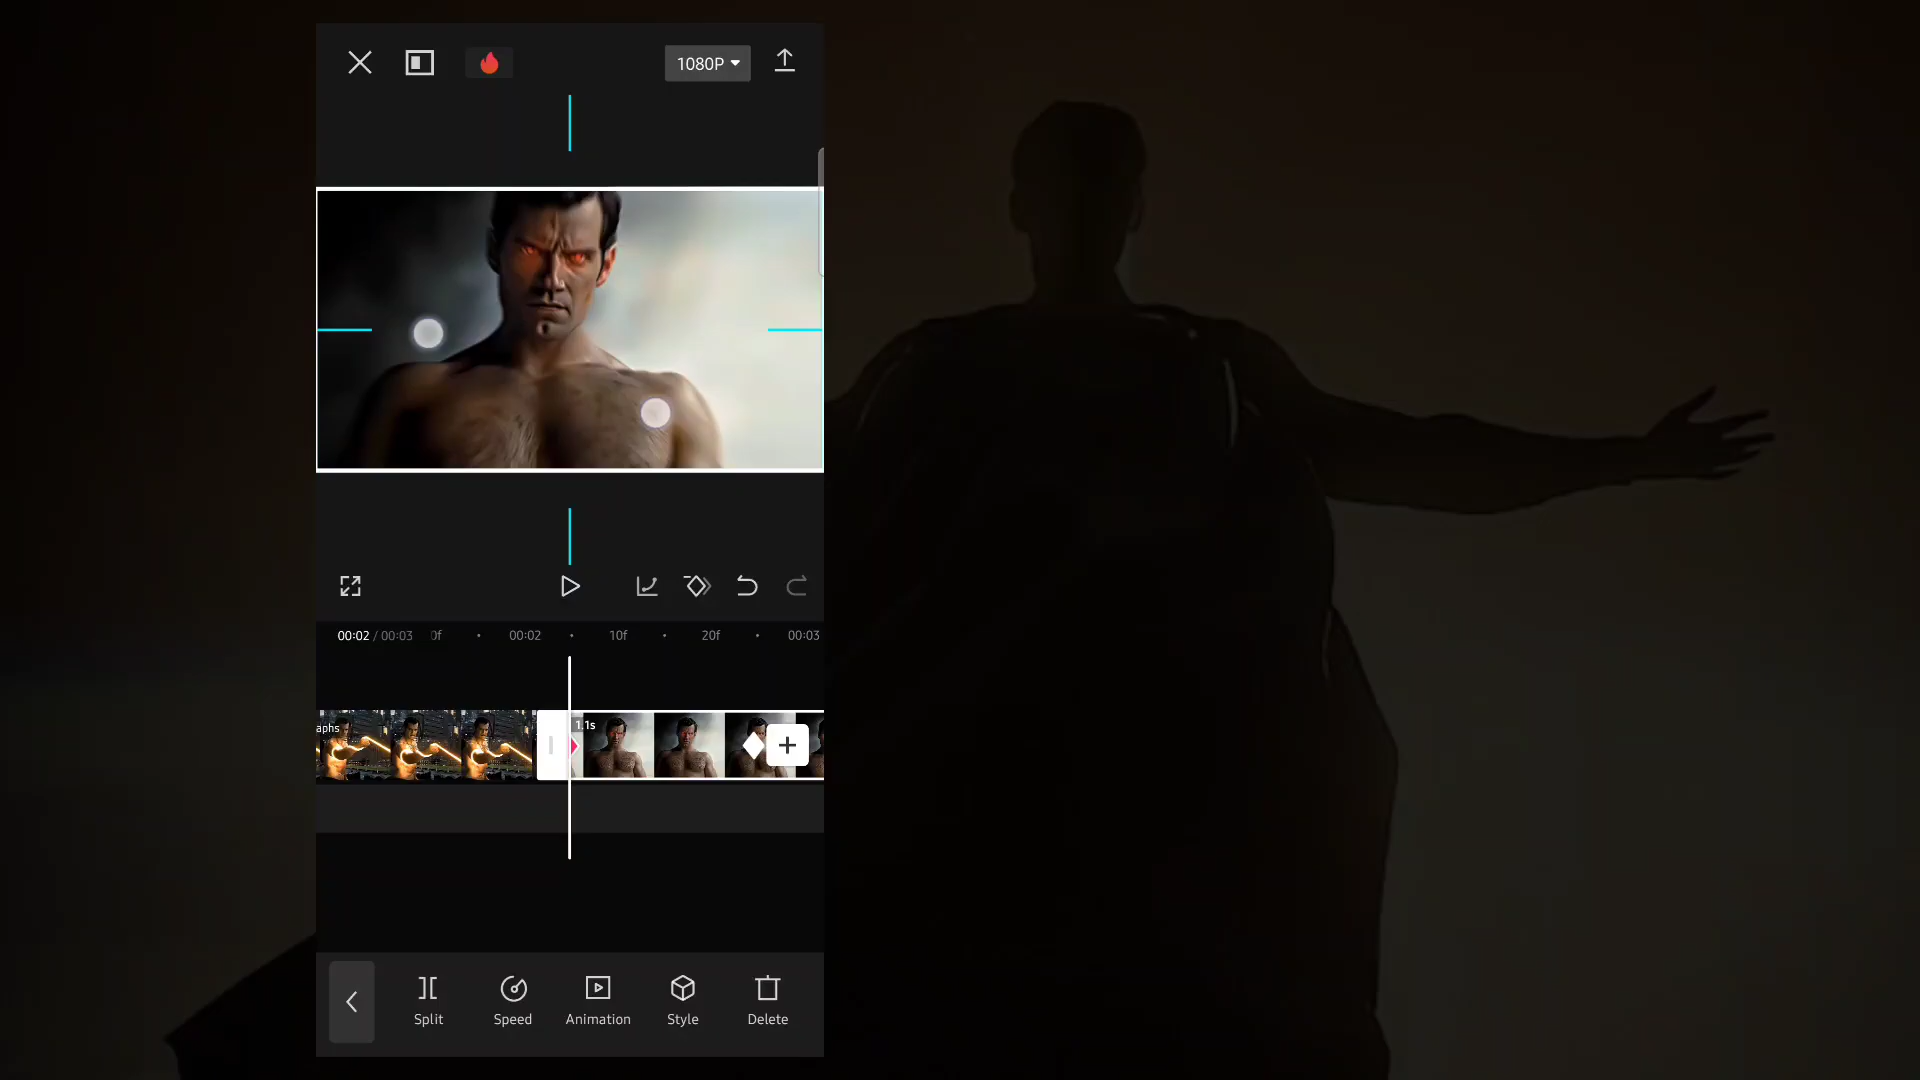 1080P
00:02 / 00:03 0f 00:02 10f 20f 00:03
aphs
1.1s
Split Speed Animation Style Delete